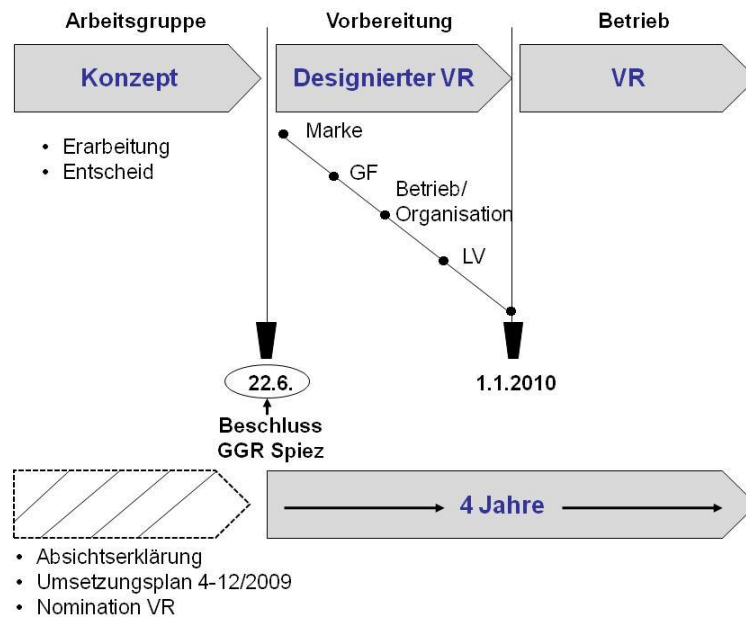 Arbeitsgruppe
Vorbereitung
Betrieb
Konzept
Designierter VR
VR
• Erarbeitung
• Entscheid
Marke
GF
Betrieb/
Organisation
LV
22.6.
1.1.2010
Beschluss
GGR Spiez
4 Jahre
• Absichtserklärung
• Umsetzungsplan 4-12/2009
• Nomination VR